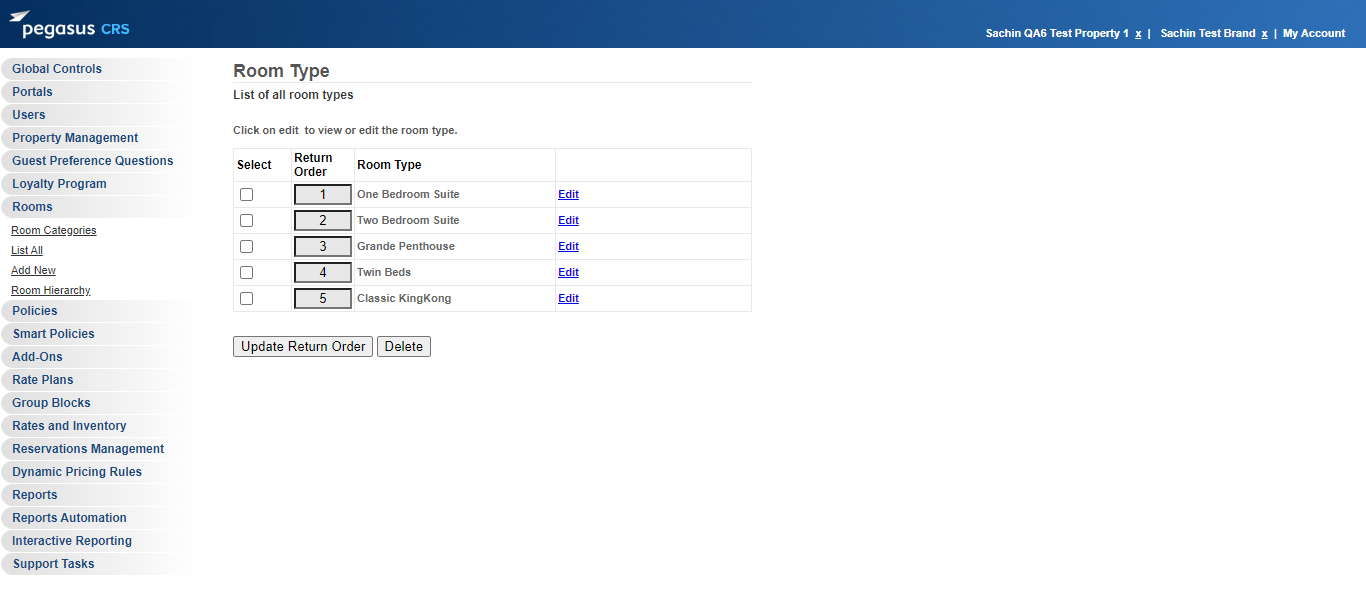 pegasus CRS
Sachin QA6 Test Property 1 x | Sachin Test Brand x | My Account
Global Controls
Portals
Users
Property Management
Guest Preference Questions
Loyalty Program
Rooms
Room Categories
List All
Add New
Room Hierarchy
Policies
Smart Policies
Add-Ons
Rate Plans
Group Blocks
Rates and Inventory
Reservations Management
Dynamic Pricing Rules
Reports
Reports Automation
Interactive Reporting
Support Tasks
Room Type
List of all room types
Click on edit to view or edit the room type.
Select Return Order Room Type
1 One Bedroom Suite Edit
2 Two Bedroom Suite Edit
3 Grande Penthouse Edit
4 Twin Beds Edit
5 Classic KingKong Edit
Update Return Order Delete